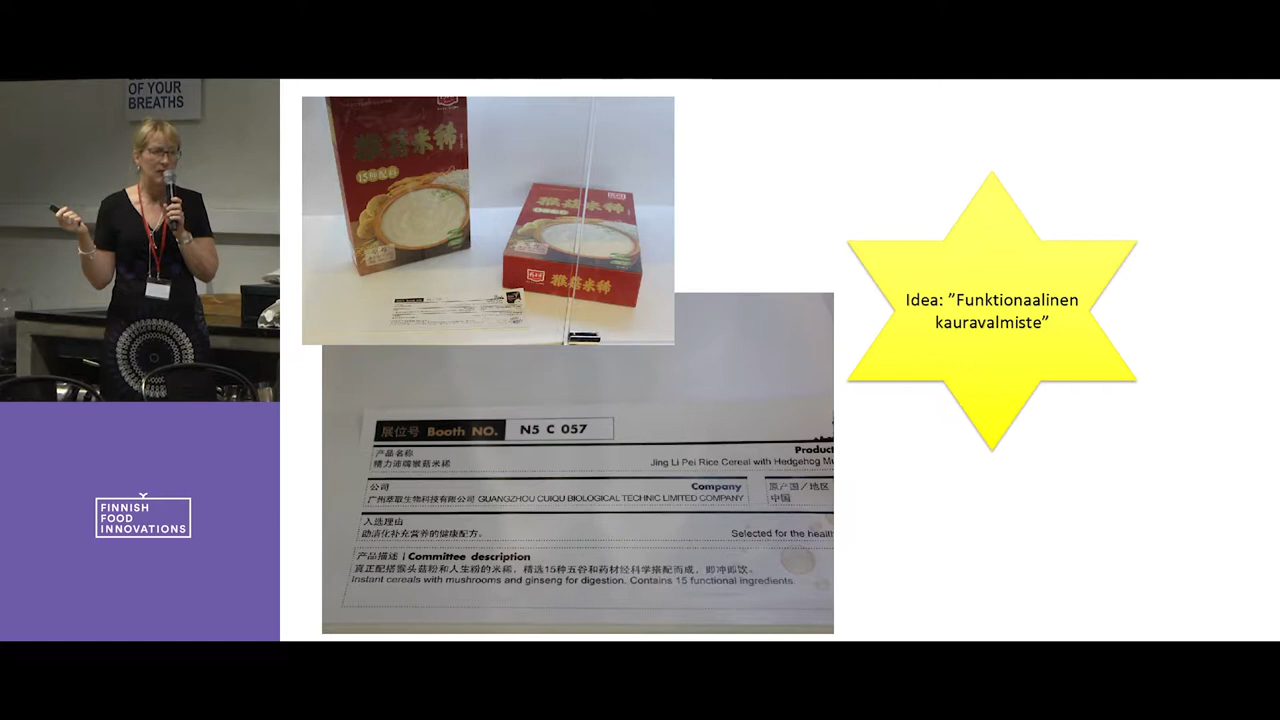 OF YOUR
BREATHS
FINNISH
FOOD
INNOVATIONS
猴菇米稀
15种配料
猴菇米稀
猴菇米稀
展位号 Booth NO. N5 C 057
产品名称
Product
精力沛牌猴菇米稀
Jing Li Pei Rice Cereal with Hedgehog Mu
公司 Company
原产国/地区
广州萃取生物科技有限公司 GUANGZHOU CUIQU BIOLOGICAL TECHNIC LIMITED COMPANY
中国
入选理由
动活化补充营养的健康配方。
Selected for the healt
产品描述 | Committee description
真正配搭猴头菇粉和人生粉的米稀，精选15种五谷和药材经科学搭配而成，即冲即饮。
Instant cereals with mushrooms and ginseng for digestion. Contains 15 functional ingredients.
Idea: ”Funktionaalinen
kauravalmiste”